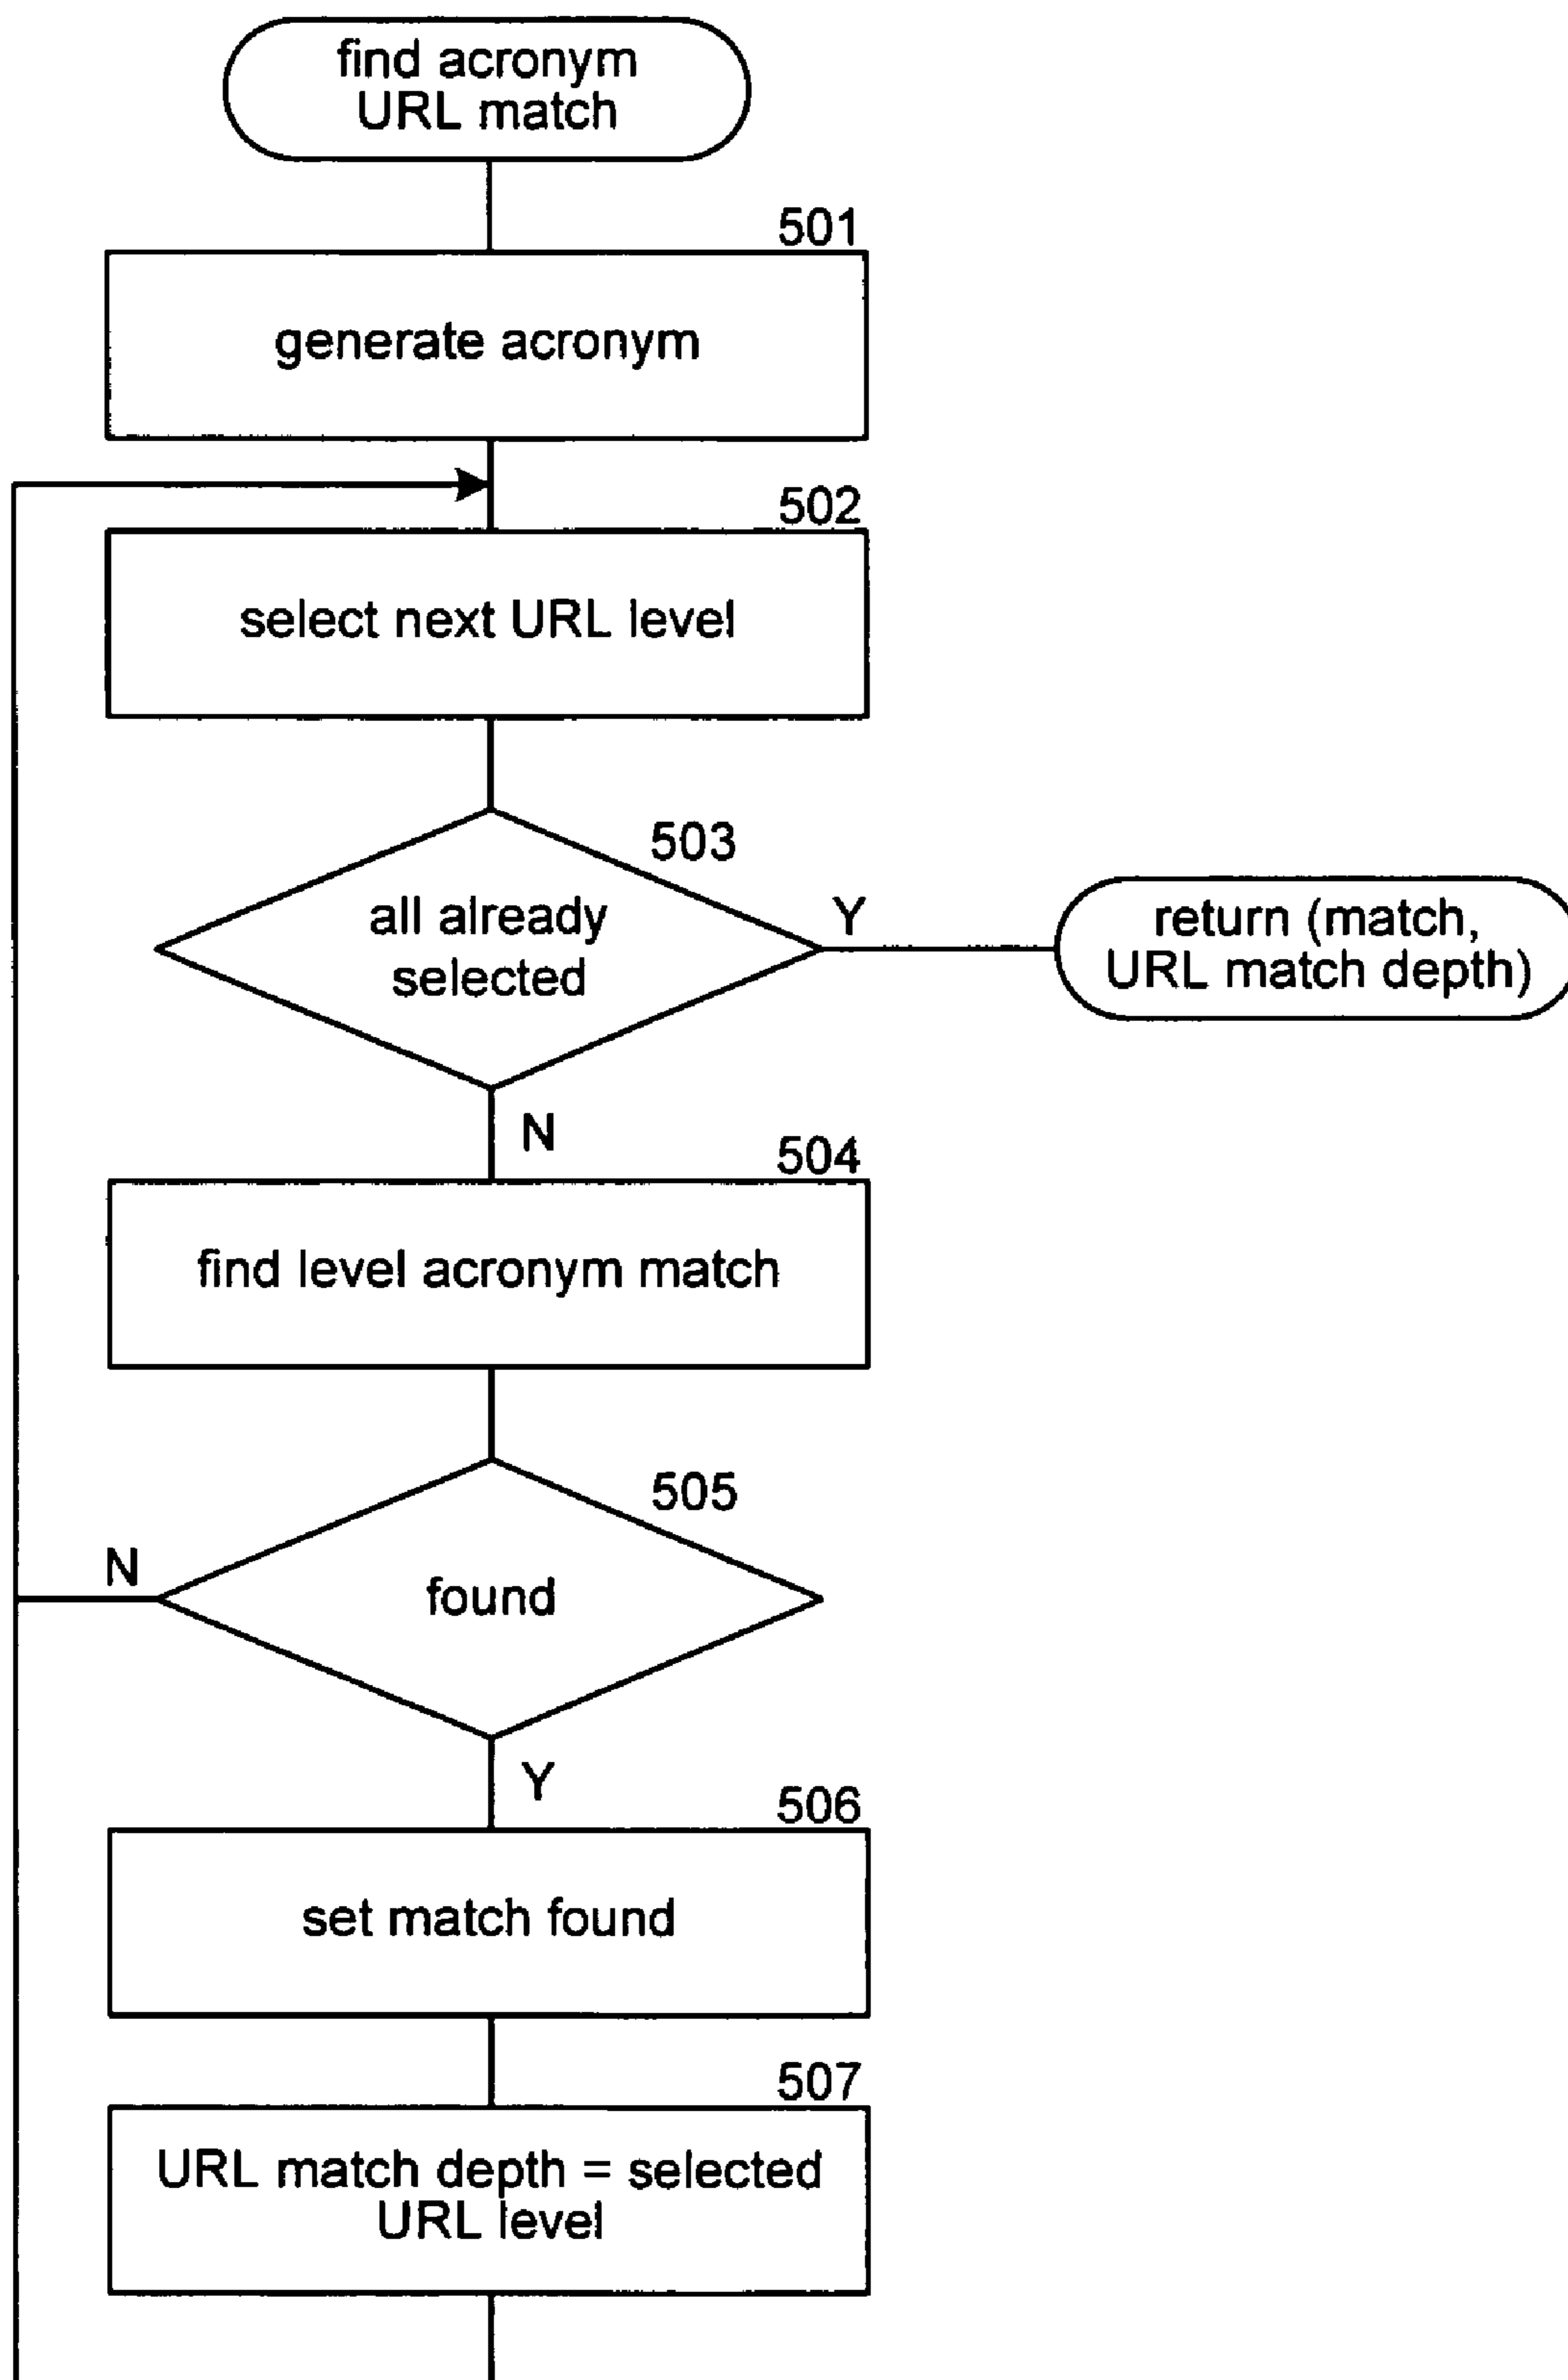 find acronym
URL match
501
generate acronym
502
select next URL level
503
all already
selected
Y
return (match,
URL match depth)
N
504
find level acronym match
505
N
found
Y
506
set match found
507
URL match depth = selected
URL level